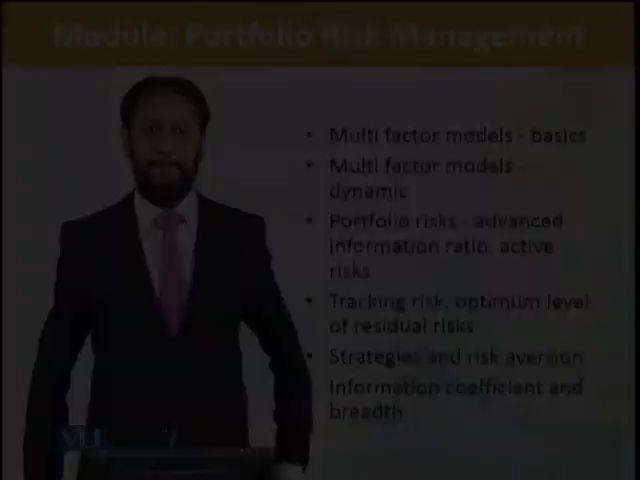 Module: Portfolio Risk Management
• Multi factor models - basics
• Multi factor models -
dynamic
• Portfolio risks - advanced
information ratio, active
risks
• Tracking risk, optimum level
of residual risks
• Strategies and risk aversion
Information coefficient and
breadth
VU